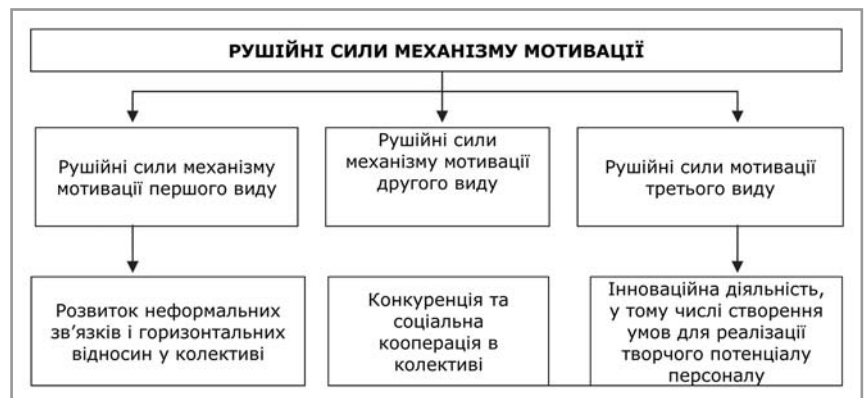 РУШІЙНІ СИЛИ МЕХАНІЗМУ МОТИВАЦІЇ
Рушійні сили механізму
мотивації першого виду
Рушійні сили
механізму мотивації
другого виду
Рушійні сили мотивації
третього виду
Розвиток неформальних
зв’язків і горизонтальних
відносин у колективі
Конкуренція та
соціальна
кооперація в
колективі
Інноваційна діяльність,
у тому числі створення
умов для реалізації
творчого потенціалу
персоналу